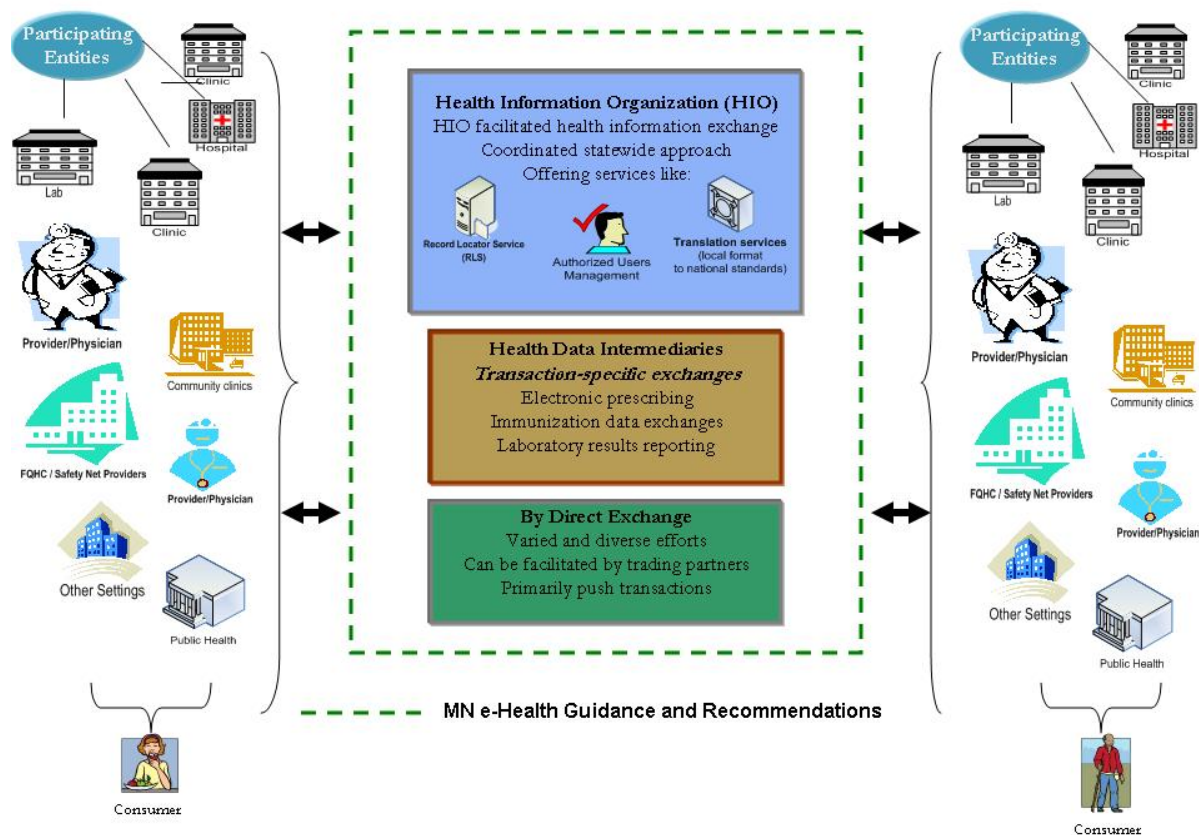 Participating
Entities
Clinic
Hospital
Lab
Clinic
Provider/Physician
Community clinics
FQHC / Safety Net Providers
Provider/Physician
Other Settings
Public Health
Consumer
Health Information Organization (HIO)
HIO facilitated health information exchange
Coordinated statewide approach
Offering services like:
Record Locator Service
(RLS)
Authorized Users
Management
Translation services
(local format
to national standards)
Health Data Intermediaries
Transaction-specific exchanges
Electronic prescribing
Immunization data exchanges
Laboratory results reporting
By Direct Exchange
Varied and diverse efforts
Can be facilitated by trading partners
Primarily push transactions
MN e-Health Guidance and Recommendations
Participating
Entities
Clinic
Hospital
Lab
Clinic
Provider/Physician
Community clinics
FQHC / Safety Net Providers
Provider/Physician
Other Settings
Public Health
Consumer